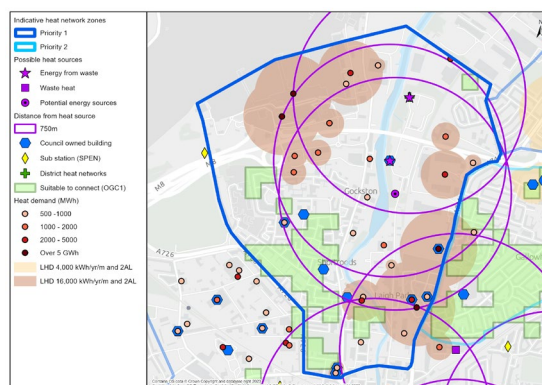 Indicative heat network zones
Priority 1
Priority 2
Possible heat sources
Energy from waste
Waste heat
Potential energy sources
Distance from heat source
750m
Council owned building
Sub station (SPEN)
District heat networks
Suitable to connect (OGC1)
Heat demand (MWh)
500 -1000
1000 - 2000
2000 - 5000
Over 5 GWh
LHD 4,000 kWh/yr/m and 2AL
LHD 16,000 kWh/yr/m and 2AL
M8
M8
Gockston
A726